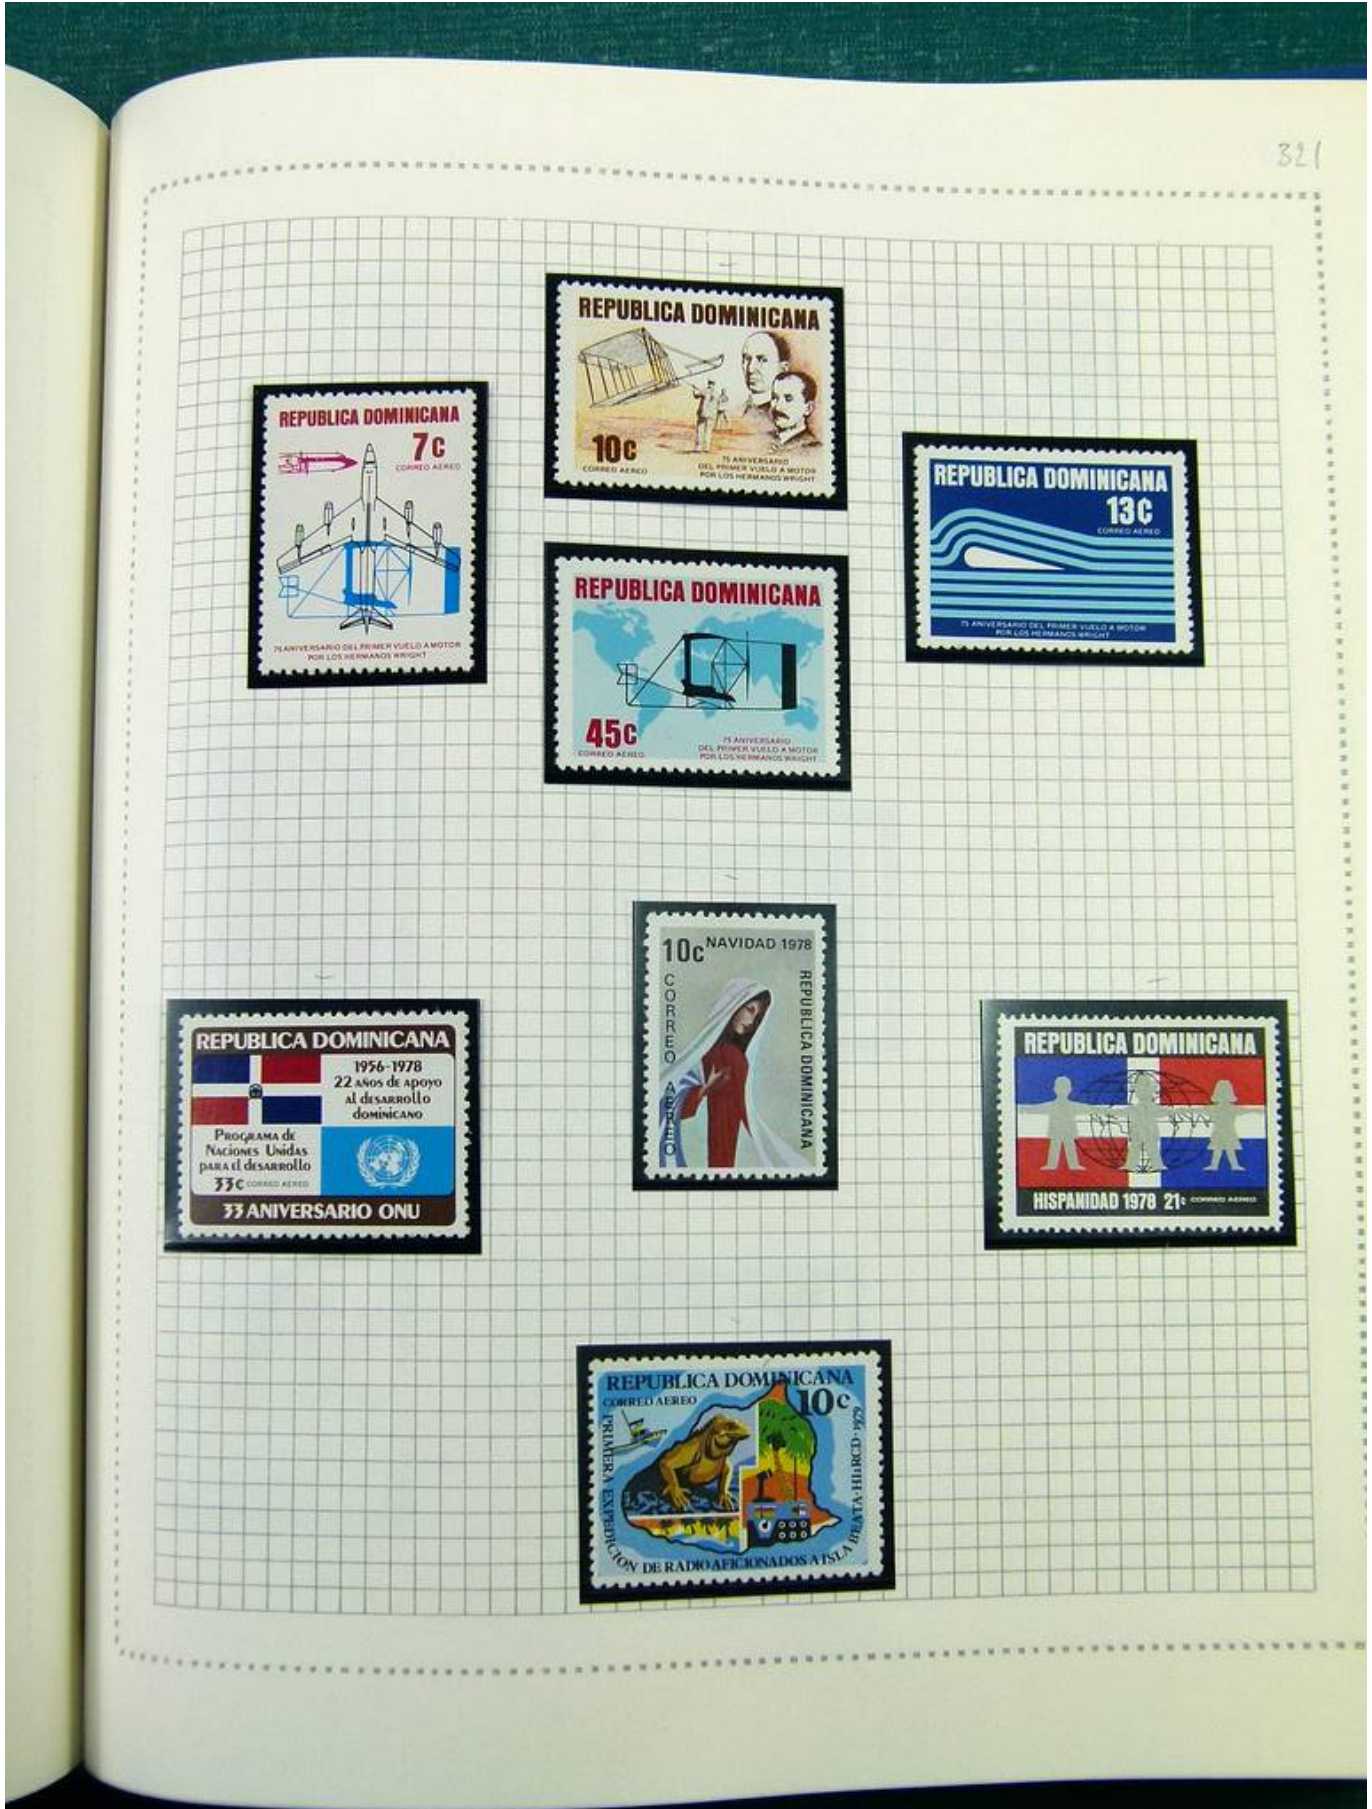 321
REPUBLICA DOMINICANA
10c
CORREO AEREO
75 ANIVERSARIO
DEL PRIMER VUELO A MOTOR
POR LOS HERMANOS WRIGHT
REPUBLICA DOMINICANA
7c
CORREO AEREO
75 ANIVERSARIO DEL PRIMER VUELO A MOTOR
POR LOS HERMANOS WRIGHT
REPUBLICA DOMINICANA
13¢
CORREO AEREO
75 ANIVERSARIO DEL PRIMER VUELO A MOTOR
POR LOS HERMANOS WRIGHT
REPUBLICA DOMINICANA
45c
CORREO AEREO
75 ANIVERSARIO
DEL PRIMER VUELO A MOTOR
POR LOS HERMANOS WRIGHT
10c NAVIDAD 1978
CORREO AEREO
REPUBLICA DOMINICANA
REPUBLICA DOMINICANA
1956-1978
22 años de apoyo
al desarrollo
dominicano
Programa de
Naciones Unidas
para el desarrollo
33¢ CORREO AEREO
33 ANIVERSARIO ONU
REPUBLICA DOMINICANA
HISPANIDAD 1978 21¢ CORREO AEREO
REPUBLICA DOMINICANA
CORREO AEREO
10c
PRIMERA EXPEDICION DE RADIOAFICIONADOS A ISLA BEATA-HI1RCD-1979